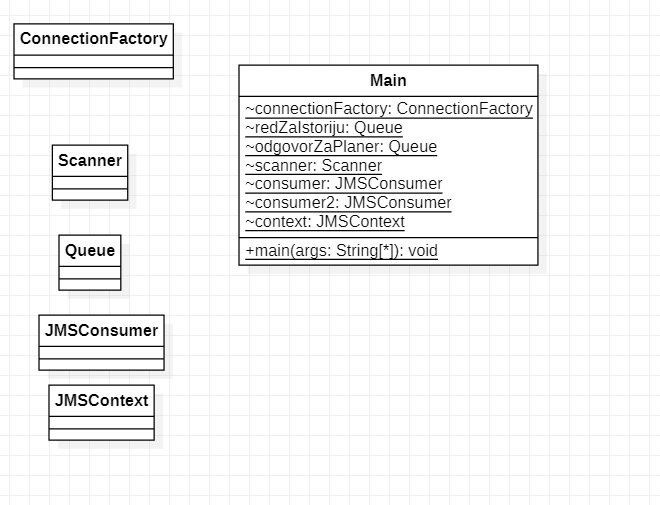 ConnectionFactory
Scanner
Queue
JMSConsumer
JMSContext
Main
~connectionFactory: ConnectionFactory
~redZaIstoriju: Queue
~odgovorZaPlaner: Queue
~scanner: Scanner
~consumer: JMSConsumer
~consumer2: JMSConsumer
~context: JMSContext
+main(args: String[*]): void